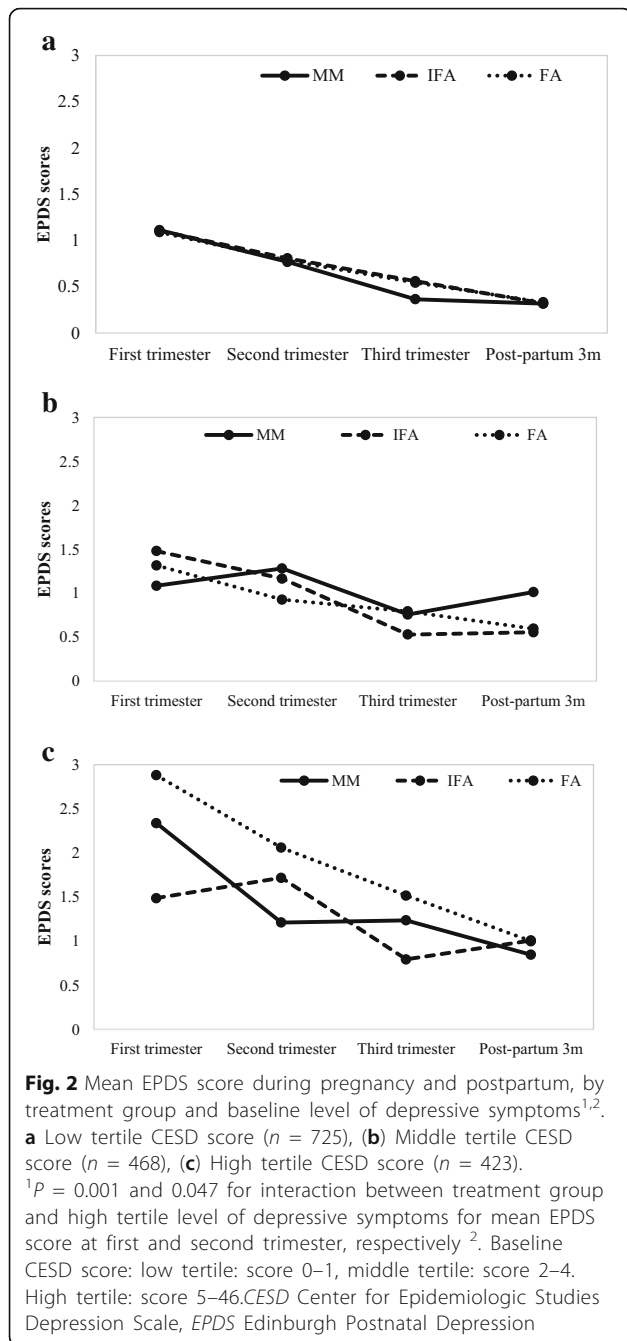 a
3
MM IFA FA
2.5
2
1.5
1
0.5
0
EPDS scores
First trimester Second trimester Third trimester Post-partum 3m
b
3
MM IFA FA
2.5
2
1.5
1
0.5
0
EPDS scores
First trimester Second trimester Third trimester Post-partum 3m
c
3
MM IFA FA
2.5
2
1.5
1
0.5
0
EPDS scores
First trimester Second trimester Third trimester Post-partum 3m
Fig. 2 Mean EPDS score during pregnancy and postpartum, by
treatment group and baseline level of depressive symptoms¹,².
a Low tertile CESD score (n = 725), (b) Middle tertile CESD
score (n = 468), (c) High tertile CESD score (n = 423).
¹P = 0.001 and 0.047 for interaction between treatment group
and high tertile level of depressive symptoms for mean EPDS
score at first and second trimester, respectively ². Baseline
CESD score: low tertile: score 0–1, middle tertile: score 2–4.
High tertile: score 5–46.CESD Center for Epidemiologic Studies
Depression Scale, EPDS Edinburgh Postnatal Depression